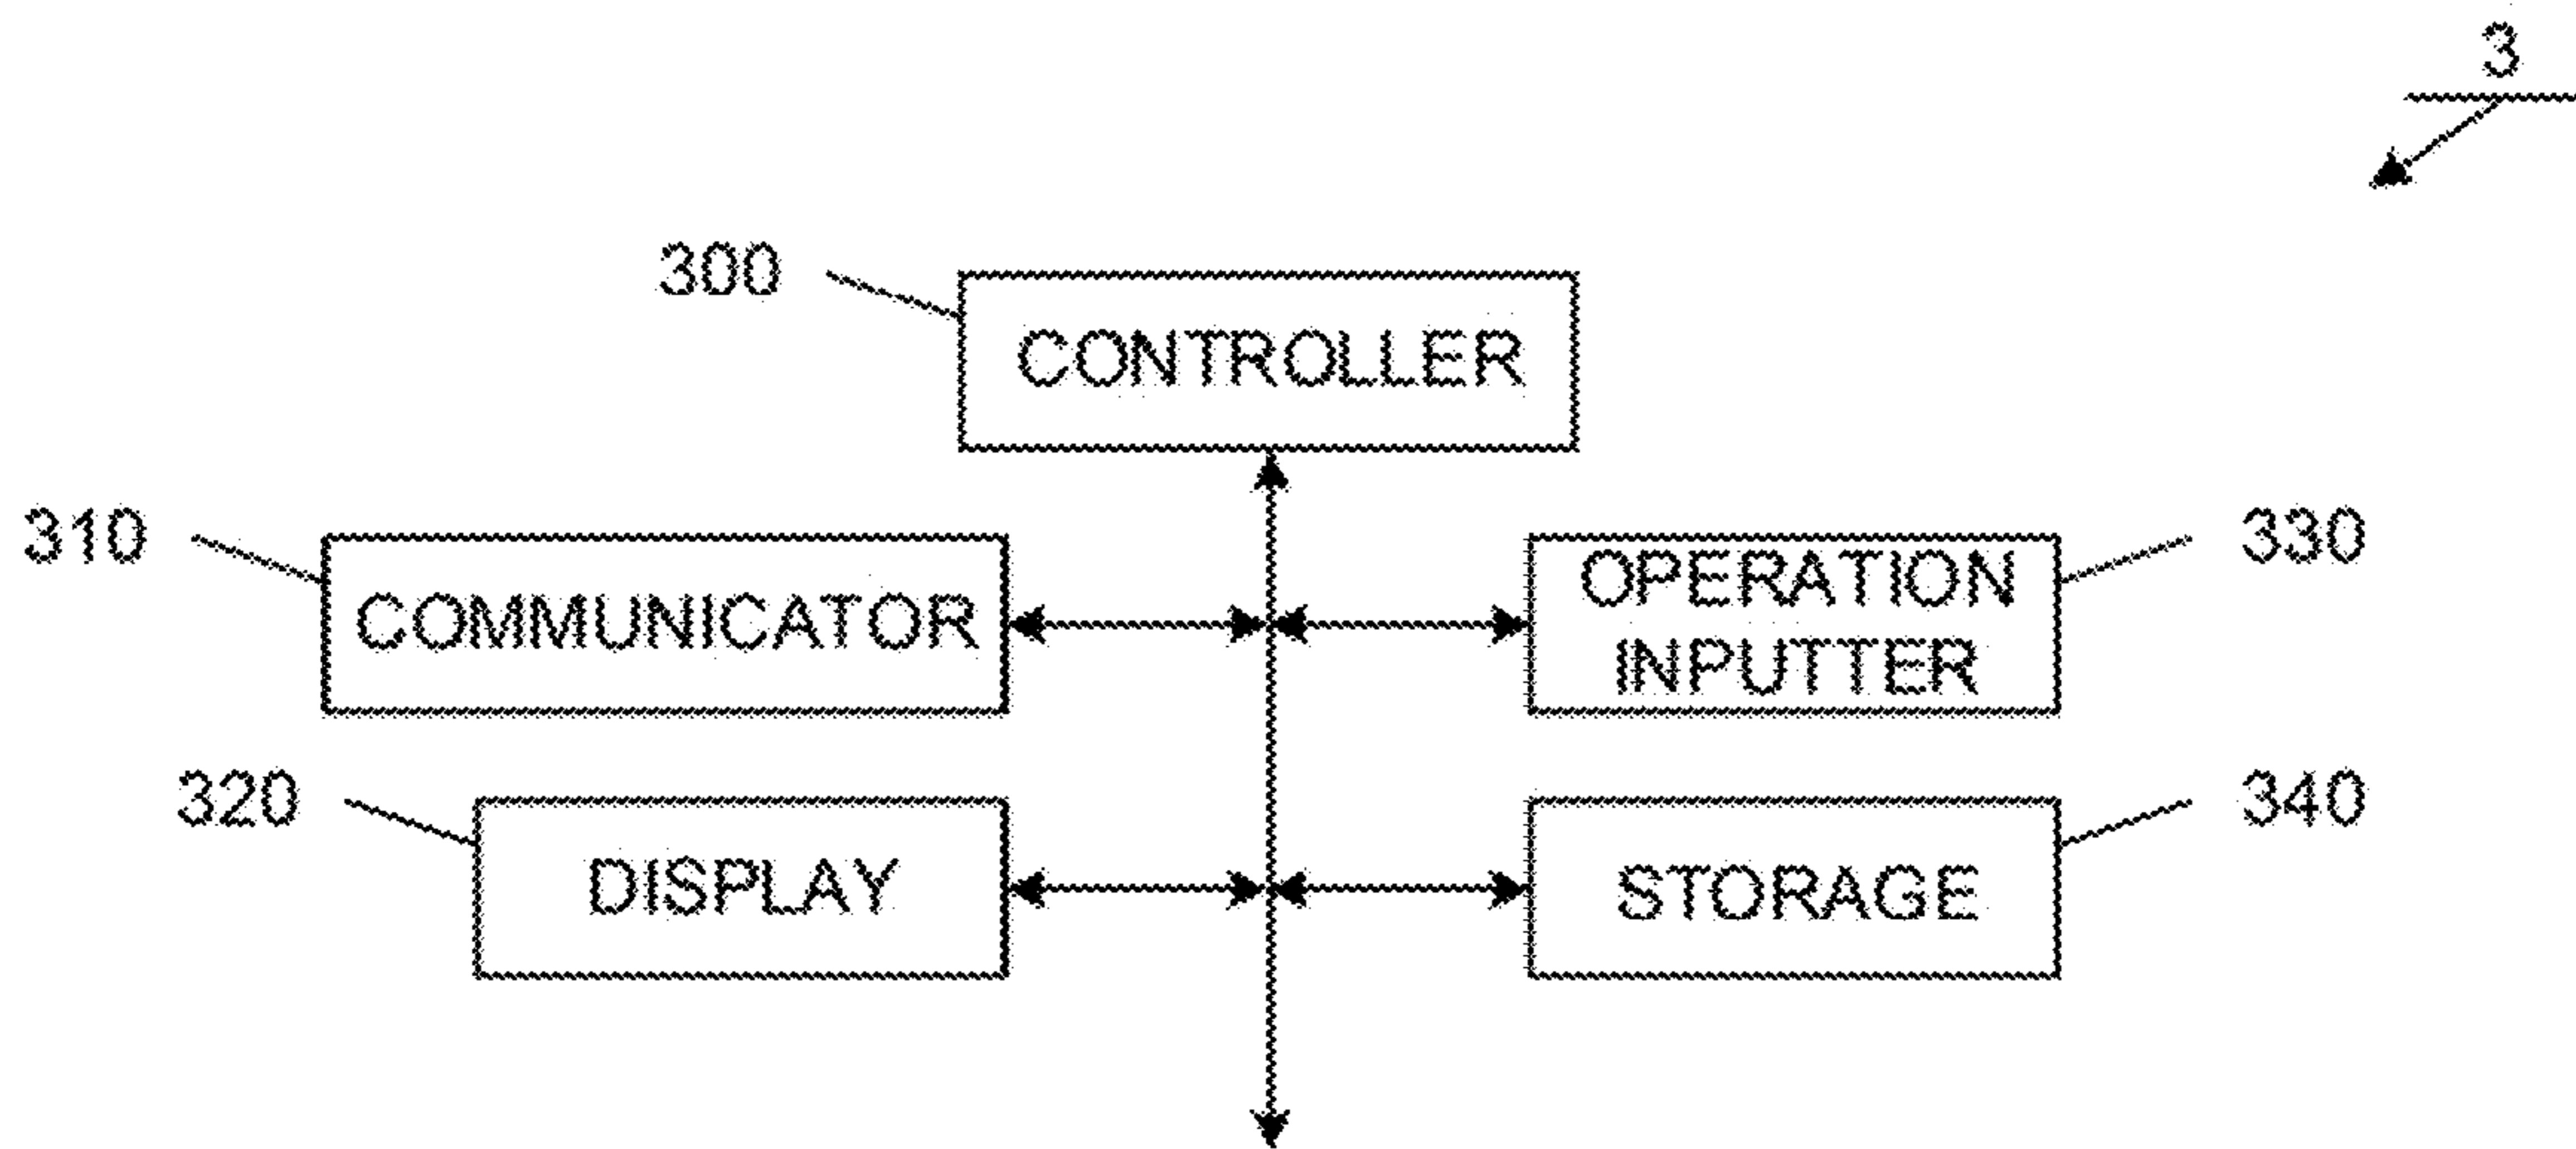 3
300
CONTROLLER
310
COMMUNICATOR
OPERATION
INPUTTER
330
320
DISPLAY
STORAGE
340